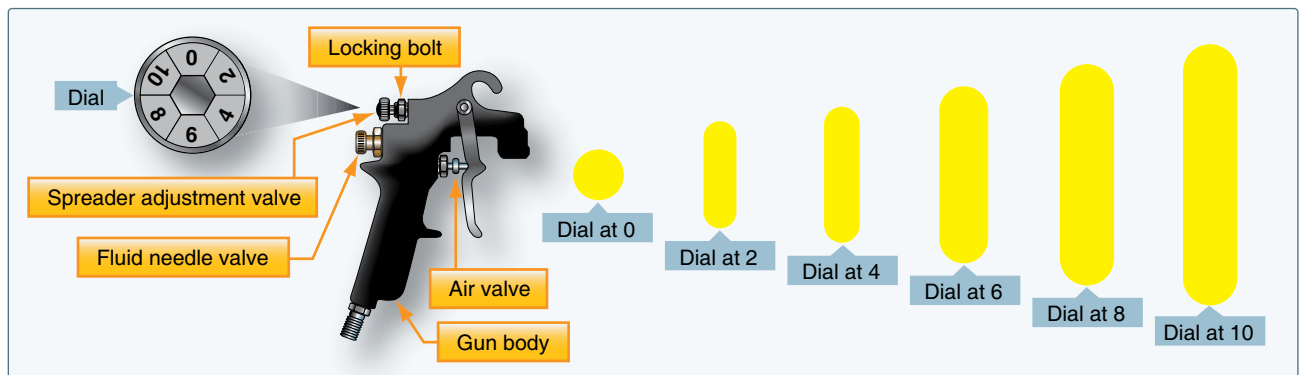 0
2
4
6
8
10
Dial
Locking bolt
Spreader adjustment valve
Fluid needle valve
Air valve
Gun body
Dial at 0
Dial at 2
Dial at 4
Dial at 6
Dial at 8
Dial at 10